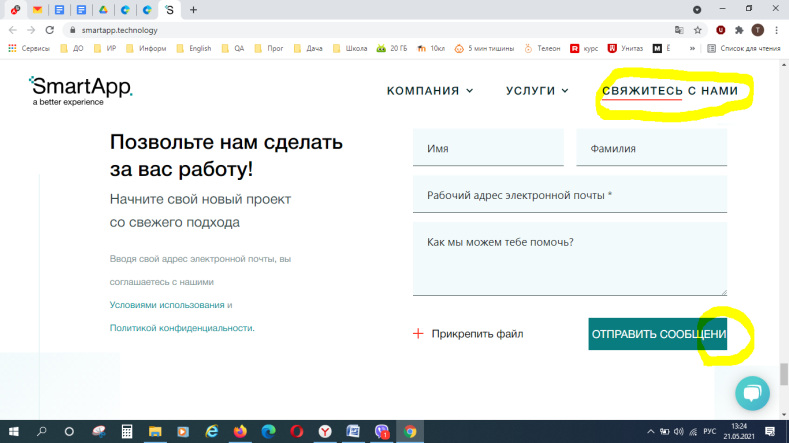 smartapp.technology
Сервисы ДО ИР Информ English QA Прог Дача Школа 20 ГБ 10кл 5 мин тишины Телеон курс Унитаз Ё » Список для чтения
SmartApp
a better experience
КОМПАНИЯ УСЛУГИ СВЯЖИТЕСЬ С НАМИ
Позвольте нам сделать
за вас работу!
Начните свой новый проект
со свежего подхода
Вводя свой адрес электронной почты, вы
соглашаетесь с нашими
Условиями использования и
Политикой конфиденциальности.
Имя Фамилия
Рабочий адрес электронной почты *
Как мы можем тебе помочь?
+ Прикрепить файл ОТПРАВИТЬ СООБЩЕНИ
РУС 13:24
21.05.2021